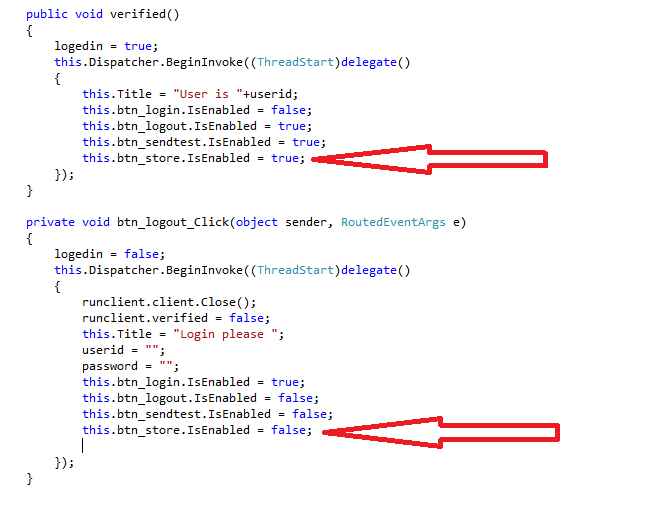 public void verified()
{
logedin = true;
this.Dispatcher.BeginInvoke((ThreadStart)delegate()
{
this.Title = "User is "+userid;
this.btn_login.IsEnabled = false;
this.btn_logout.IsEnabled = true;
this.btn_sendtest.IsEnabled = true;
this.btn_store.IsEnabled = true;
});
}
private void btn_logout_Click(object sender, RoutedEventArgs e)
{
logedin = false;
this.Dispatcher.BeginInvoke((ThreadStart)delegate()
{
runclient.client.Close();
runclient.verified = false;
this.Title = "Login please ";
userid = "";
password = "";
this.btn_login.IsEnabled = true;
this.btn_logout.IsEnabled = false;
this.btn_sendtest.IsEnabled = false;
this.btn_store.IsEnabled = false;
});
}